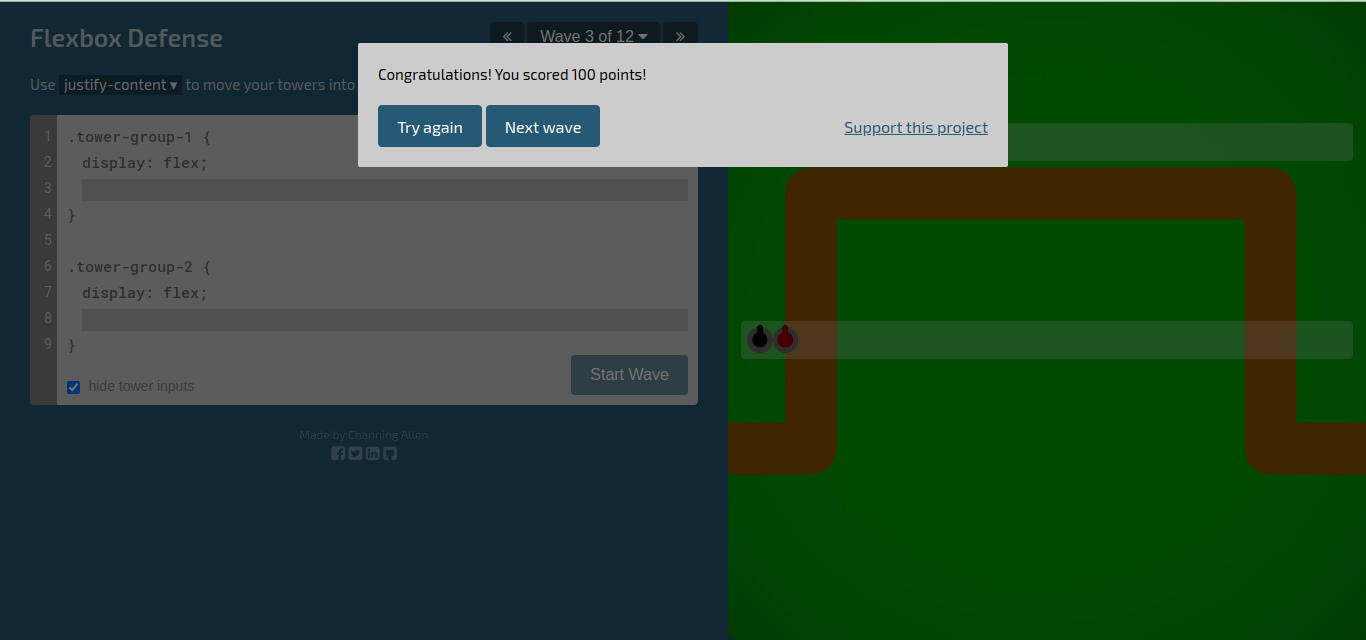 Flexbox Defense
« Wave 3 of 12 »
Congratulations! You scored 100 points!
Use justify-content ▾ to move your towers into
Try again Next wave Support this project
1 .tower-group-1 {
2 display: flex;
3
4 }
5
6 .tower-group-2 {
7 display: flex;
8
9 }
hide tower inputs
Start Wave
Made by Channing Allen